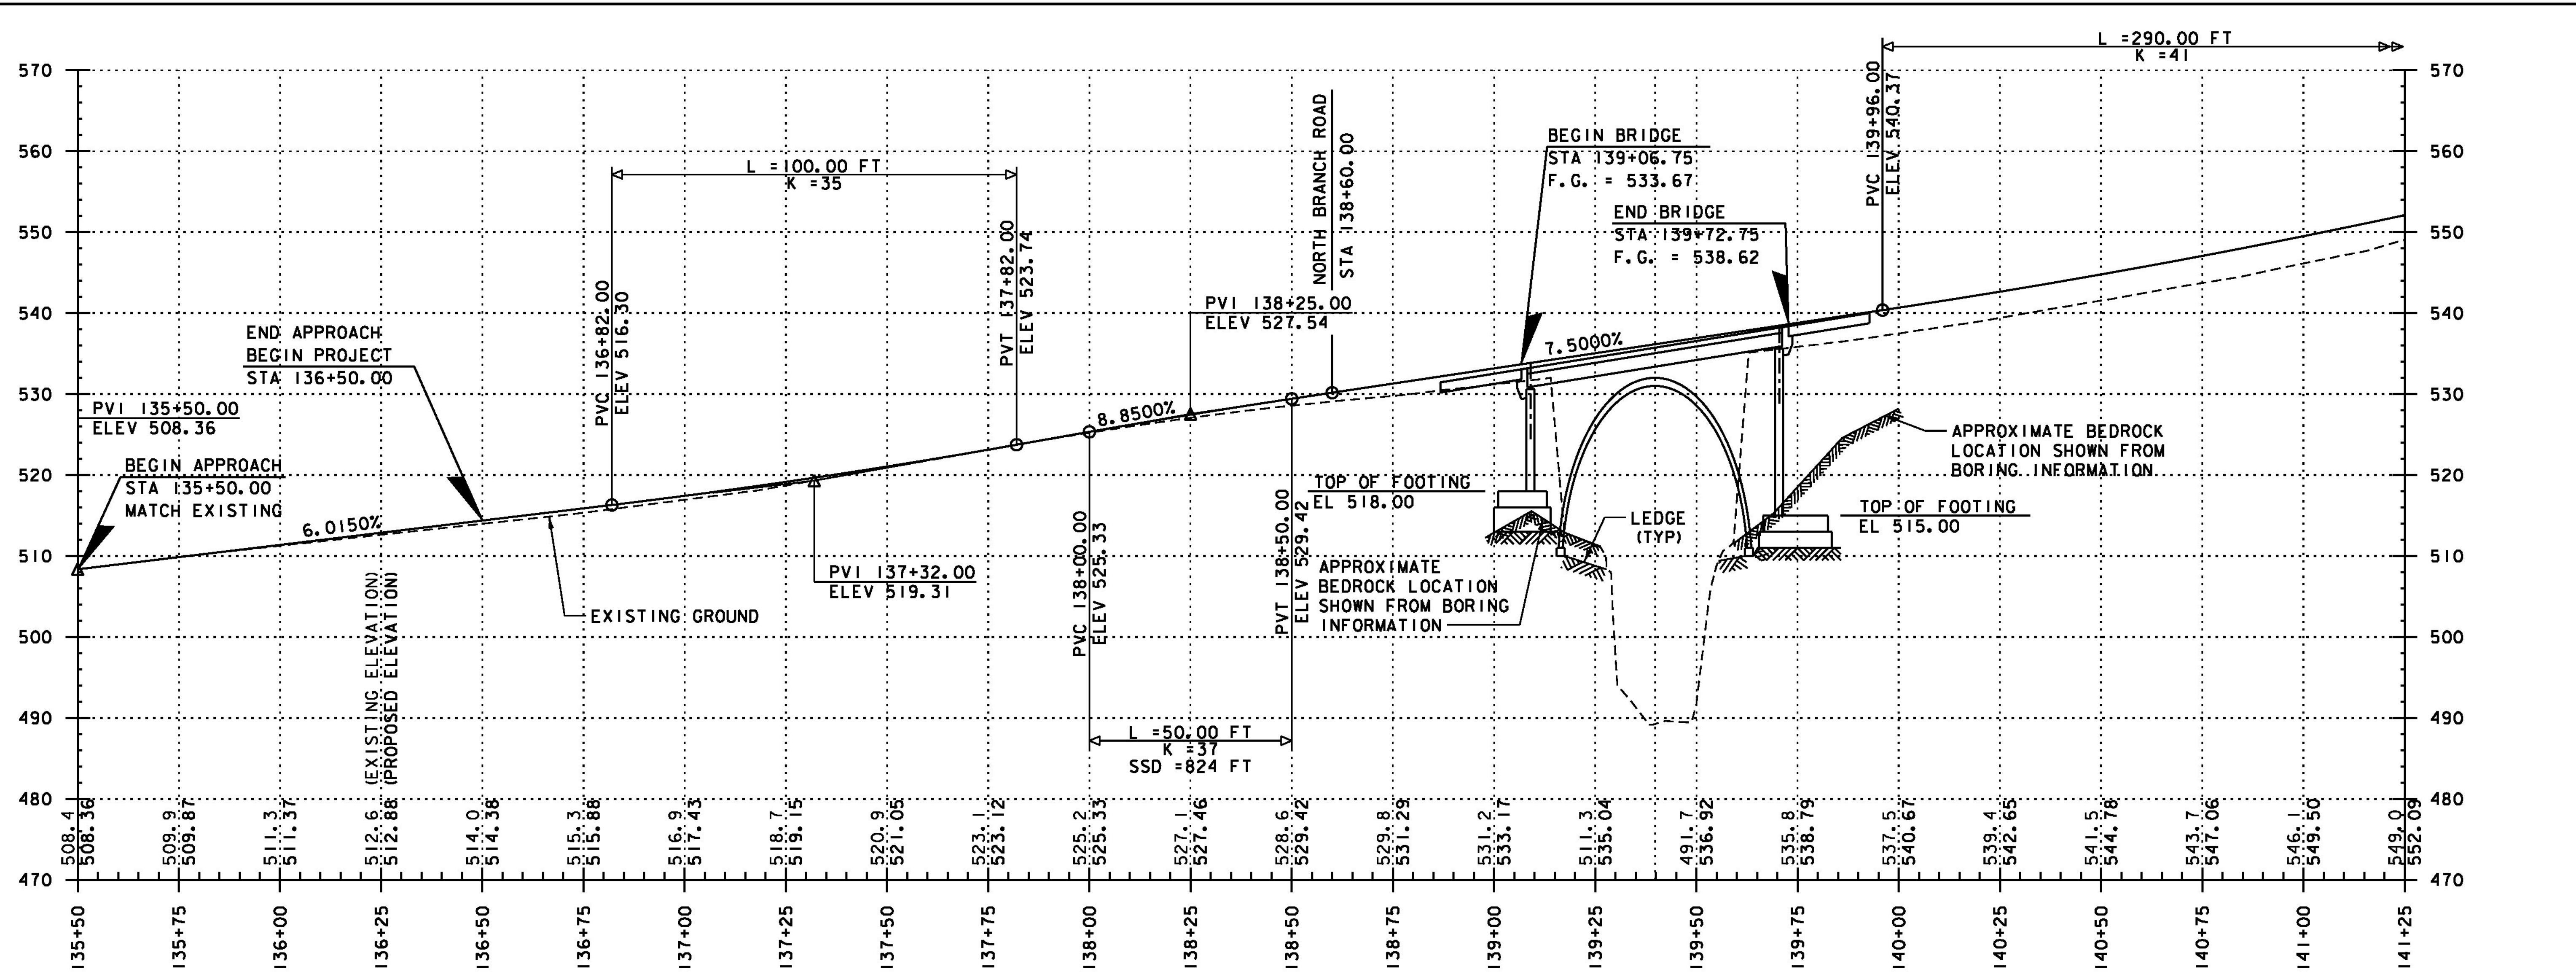 L =290.00 FT
K =41
570
570
560
560
550
550
540
540
530
530
520
520
510
510
500
500
490
490
480
480
470
470
PVC 139+96.00
ELEV 540.37
L =100.00 FT
K =35
NORTH BRANCH ROAD
STA 138+60.00
BEGIN BRIDGE
STA 139+06.75
F.G. = 533.67
END BRIDGE
STA 139+72.75
F.G. = 538.62
PVC 136+82.00
ELEV 516.30
PVT 137+82.00
ELEV 523.74
PVI 138+25.00
ELEV 527.54
END APPROACH
BEGIN PROJECT
STA 136+50.00
PVI 135+50.00
ELEV 508.36
BEGIN APPROACH
STA 135+50.00
MATCH EXISTING
6.0150%
8.8500%
7.5000%
APPROXIMATE BEDROCK
LOCATION SHOWN FROM
BORING INFORMATION
TOP OF FOOTING
EL 518.00
TOP OF FOOTING
EL 515.00
LEDGE
(TYP)
PVI 137+32.00
ELEV 519.31
EXISTING GROUND
(EXISTING ELEVATION)
(PROPOSED ELEVATION)
PVC 138+00.00
ELEV 525.33
PVT 138+50.00
ELEV 529.42
APPROXIMATE
BEDROCK LOCATION
SHOWN FROM BORING
INFORMATION
L =50.00 FT
K =37
SSD =824 FT
508.4
508.36
509.9
509.87
511.3
511.37
512.6
512.88
514.0
514.38
515.3
515.88
516.9
517.43
518.7
519.15
520.9
521.05
523.1
523.12
525.2
525.33
527.1
527.46
528.6
529.42
529.8
531.29
531.2
533.17
511.3
535.04
491.7
536.92
535.8
538.79
537.5
540.67
539.4
542.65
541.5
544.78
543.7
547.06
546.1
549.50
549.0
552.09
135+50
135+75
136+00
136+25
136+50
136+75
137+00
137+25
137+50
137+75
138+00
138+25
138+50
138+75
139+00
139+25
139+50
139+75
140+00
140+25
140+50
140+75
141+00
141+25